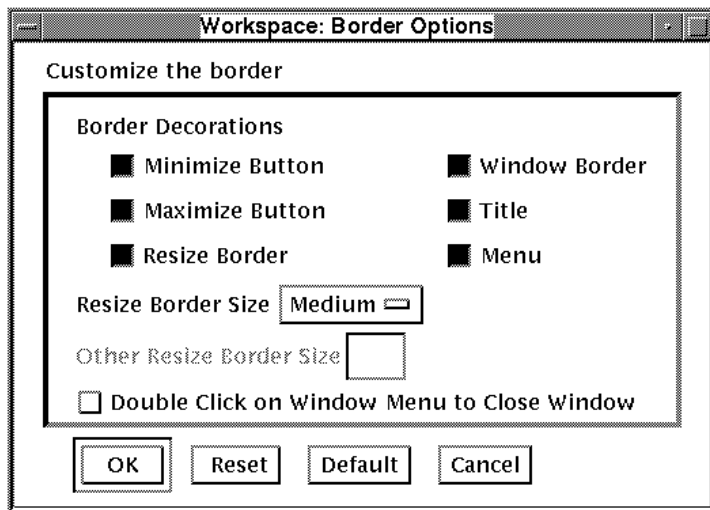 Workspace: Border Options
Customize the border
Border Decorations
Minimize Button Window Border
Maximize Button Title
Resize Border Menu
Resize Border Size Medium
Other Resize Border Size
Double Click on Window Menu to Close Window
OK Reset Default Cancel